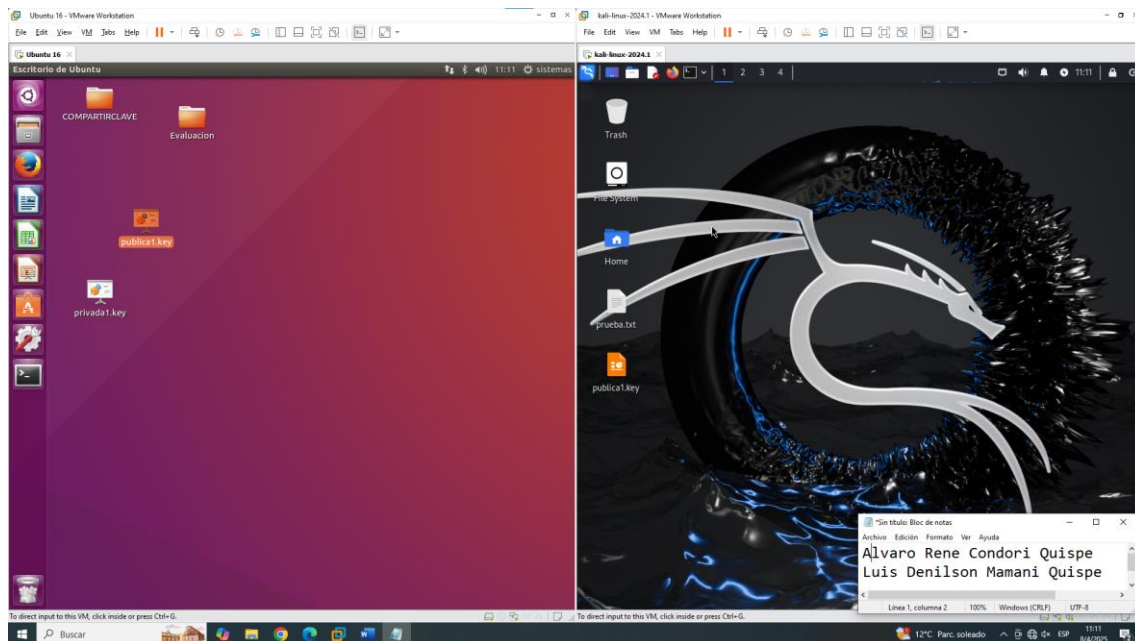 Ubuntu 16 - VMware Workstation
File Edit View VM Tabs Help
Ubuntu 16
Escritorio de Ubuntu
11:11 sistemas
COMPARTIRCLAVE
Evaluacion
publica1.key
privada1.key
To direct input to this VM, click inside or press Ctrl+G.
kali-linux-2024.1 - VMware Workstation
File Edit View VM Tabs Help
kali-linux-2024.1
1 2 3 4
11:11
Trash
File System
Home
prueba.txt
publica1.key
*Sin título: Bloc de notas
Archivo Edición Formato Ver Ayuda
Alvaro Rene Condori Quispe
Luis Denilson Mamani Quispe
Línea 1, columna 2 100% Windows (CRLF) UTF-8
To direct input to this VM, click inside or press Ctrl+G.
Buscar
12°C Parc. soleado
ESP
11:11
8/4/2025